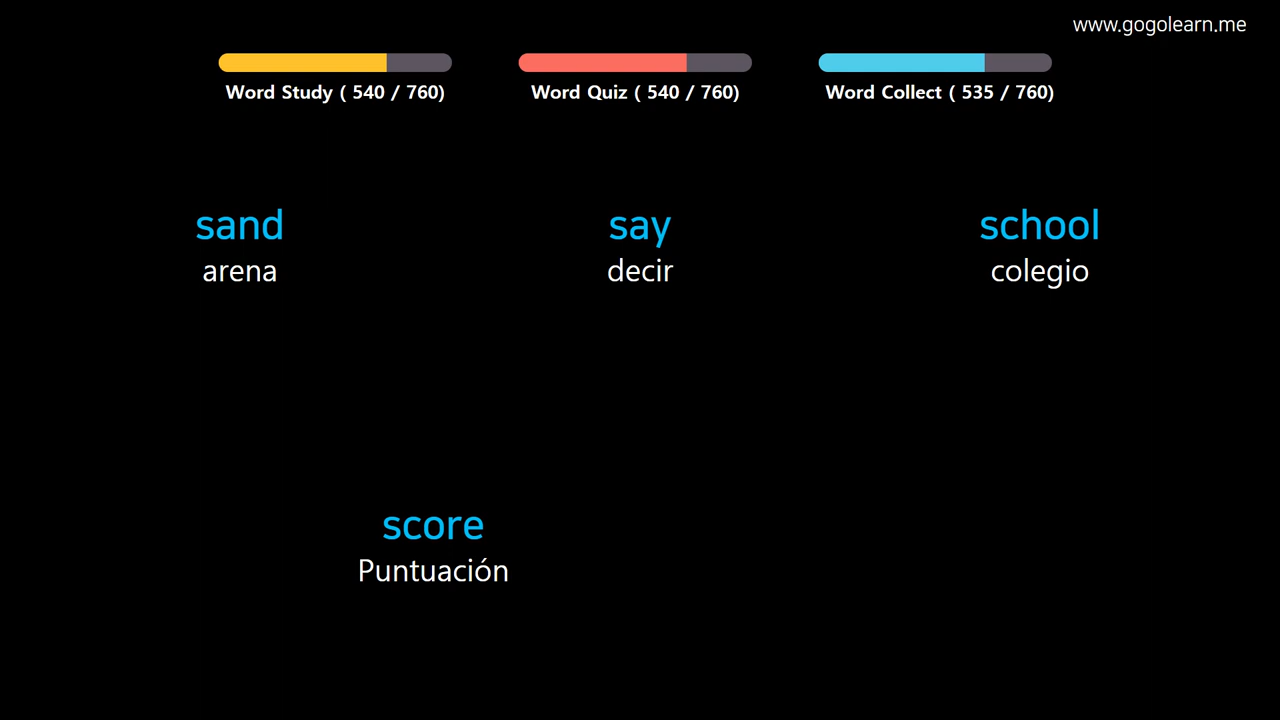 www.gogolearn.me
Word Study ( 540 / 760)
Word Quiz ( 540 / 760)
Word Collect ( 535 / 760)
sand
arena
say
decir
school
colegio
score
Puntuación